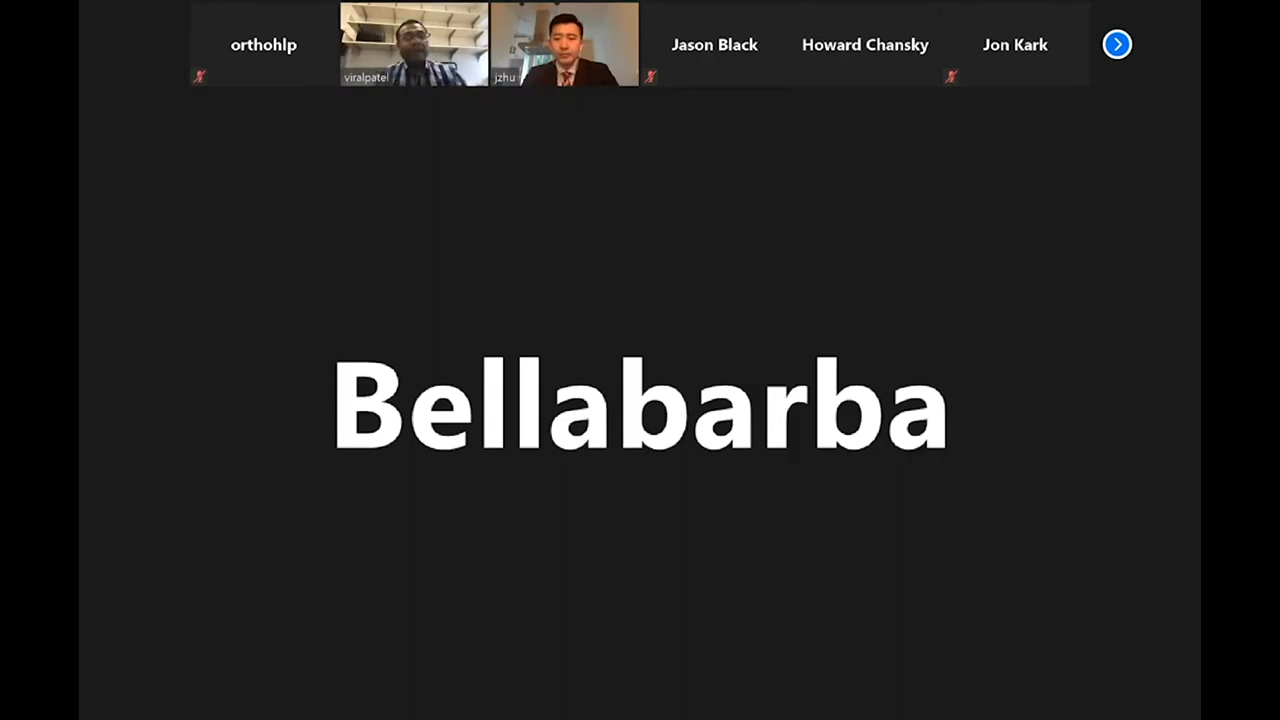 orthohlp
viralpatel
jzhu
Jason Black
Howard Chansky
Jon Kark
Bellabarba